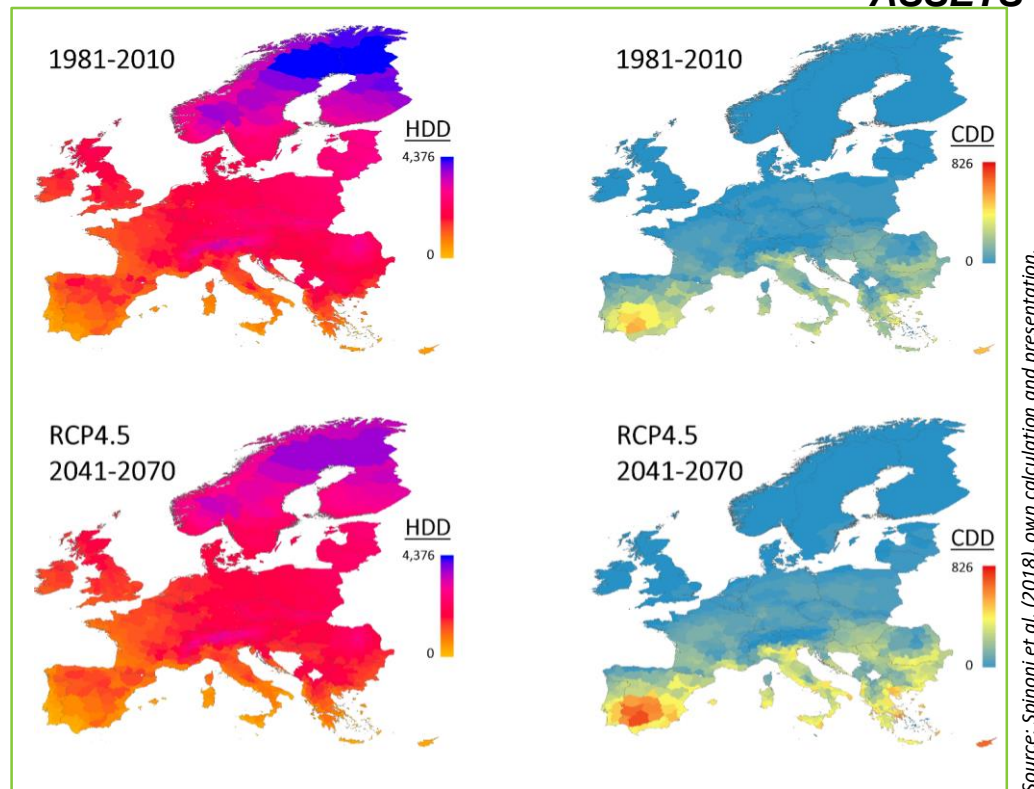 ASSETS
1981-2010
HDD
4,376
0
1981-2010
CDD
826
0
RCP4.5
2041-2070
HDD
4,376
0
RCP4.5
2041-2070
CDD
826
0
Source: Spinoni et al. (2018), own calculation and presentation.